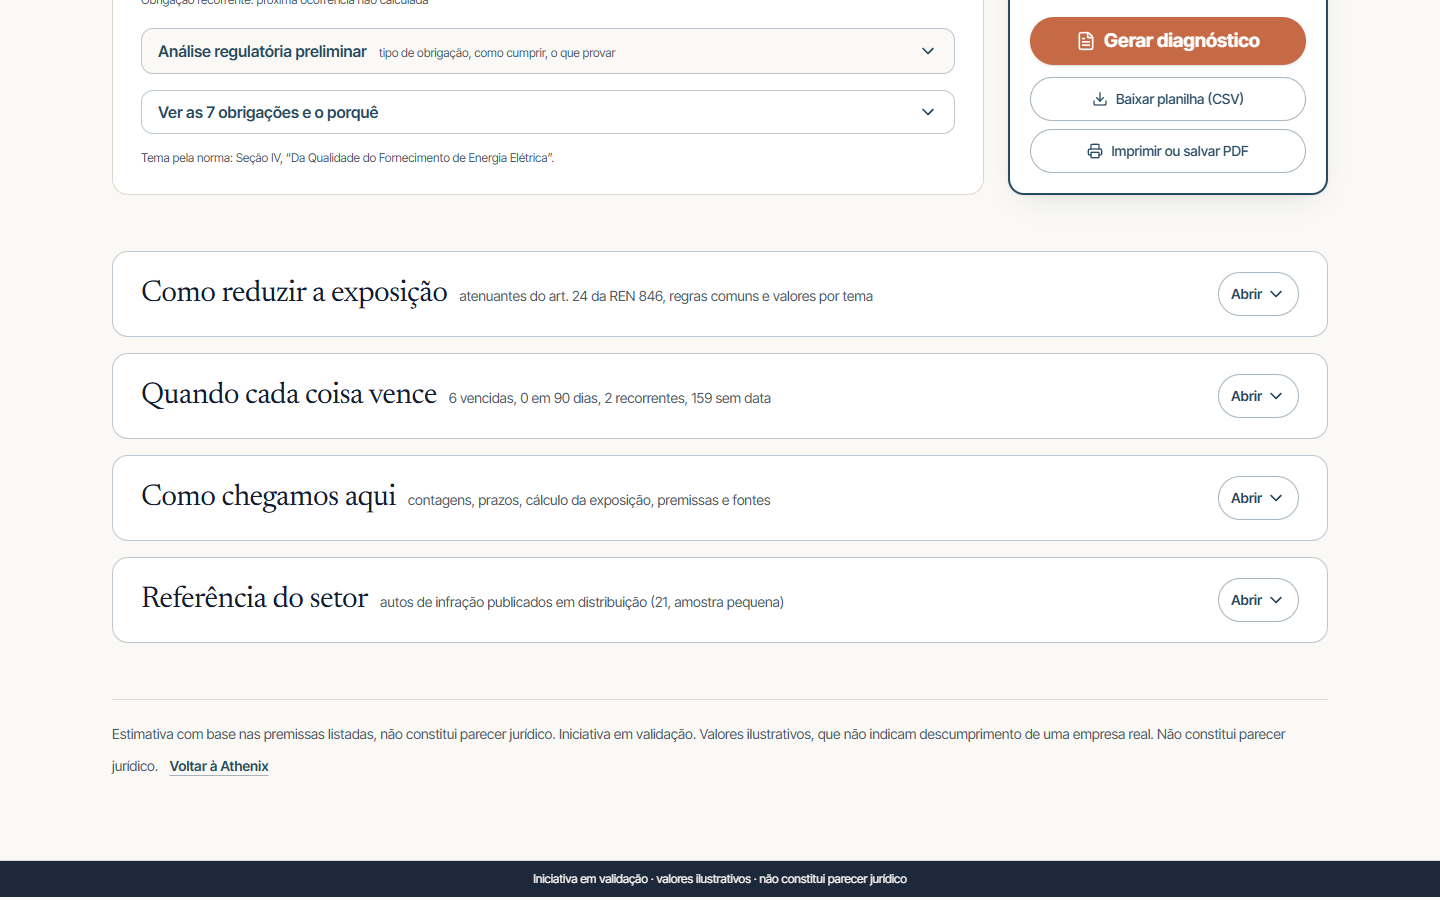 Obrigação recorrente: próxima ocorrência não calculada
Análise regulatória preliminar tipo de obrigação, como cumprir, o que provar
Ver as 7 obrigações e o porquê
Tema pela norma: Seção IV, “Da Qualidade do Fornecimento de Energia Elétrica”.
Gerar diagnóstico
Baixar planilha (CSV)
Imprimir ou salvar PDF
Como reduzir a exposição atenuantes do art. 24 da REN 846, regras comuns e valores por tema
Abrir
Quando cada coisa vence 6 vencidas, 0 em 90 dias, 2 recorrentes, 159 sem data
Abrir
Como chegamos aqui contagens, prazos, cálculo da exposição, premissas e fontes
Abrir
Referência do setor autos de infração publicados em distribuição (21, amostra pequena)
Abrir
Estimativa com base nas premissas listadas, não constitui parecer jurídico. Iniciativa em validação. Valores ilustrativos, que não indicam descumprimento de uma empresa real. Não constitui parecer
jurídico. Voltar à Athenix
Iniciativa em validação · valores ilustrativos · não constitui parecer jurídico